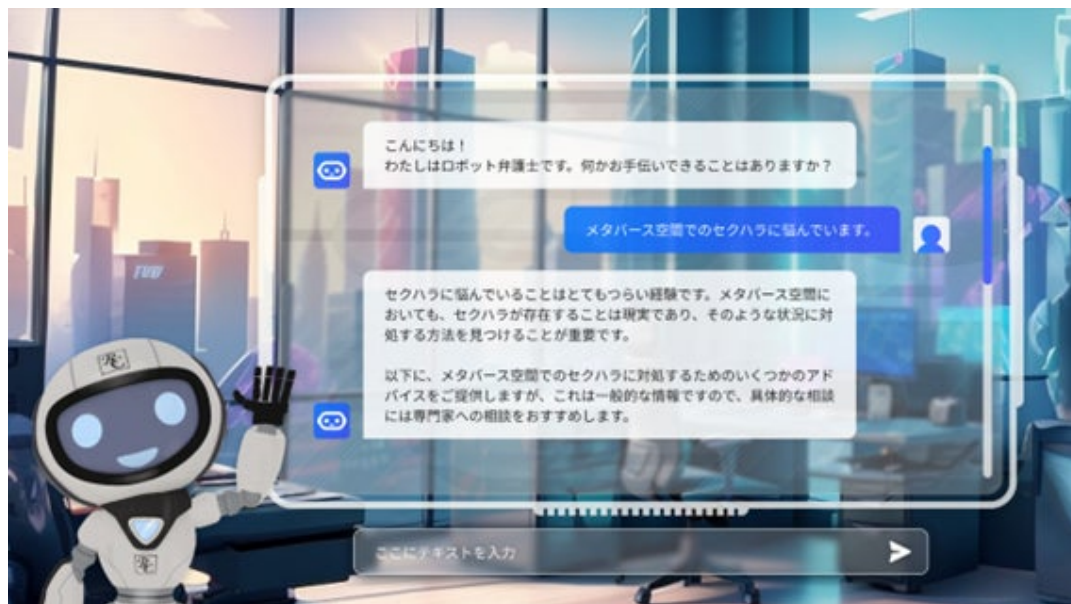 こんにちは！
わたしはロボット弁護士です。何かお手伝いできることはありますか？
メタバース空間でのセクハラに悩んでいます。
セクハラに悩んでいることはとてもつらい経験です。メタバース空間に
おいても、セクハラが存在することは現実であり、そのような状況に対
処する方法を見つけることが重要です。
以下に、メタバース空間でのセクハラに対処するためのいくつかのアド
バイスをご提供しますが、これは一般的な情報ですので、具体的な相談
には専門家への相談をおすすめします。
ここにテキストを入力